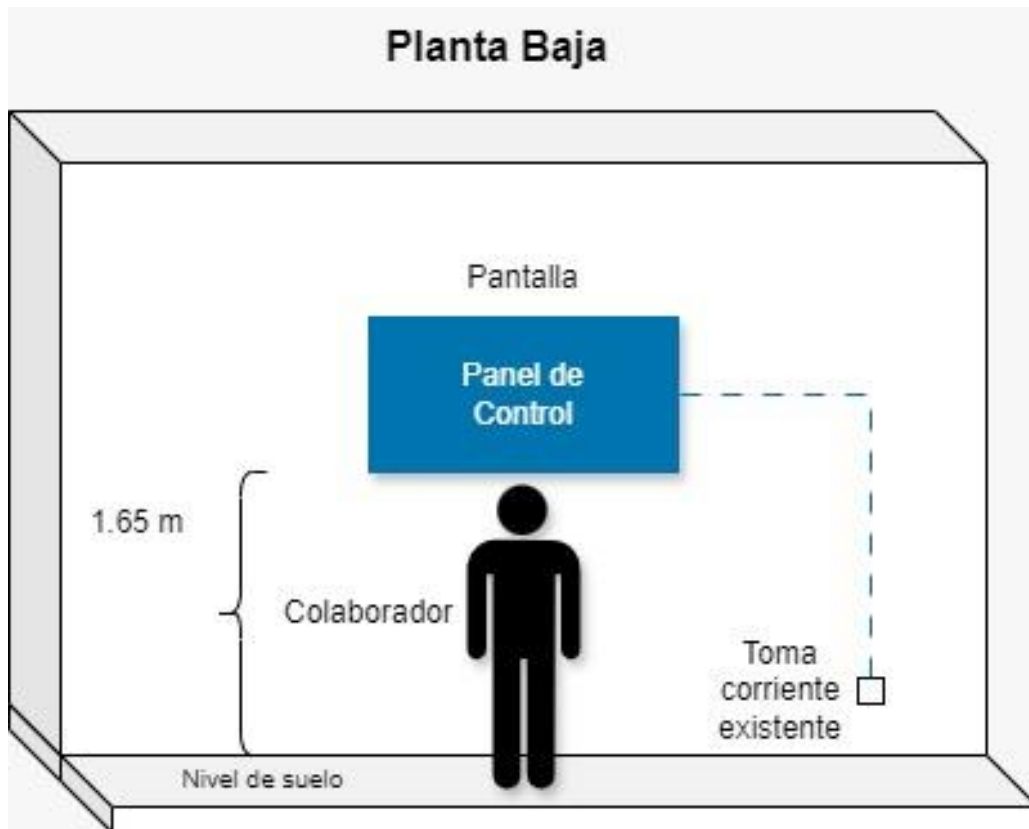 Planta Baja
Pantalla
Panel de
Control
1.65 m
Colaborador
Toma
corriente
existente
Nivel de suelo